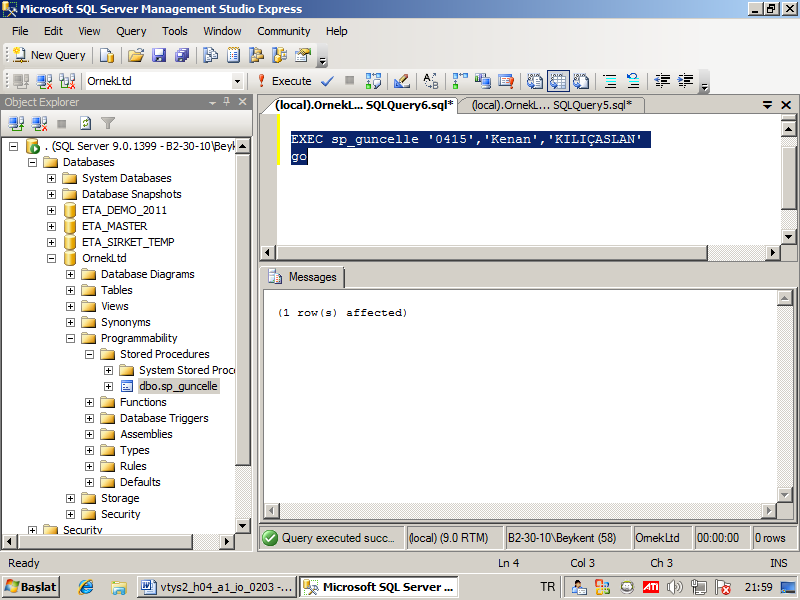 Microsoft SQL Server Management Studio Express
File Edit View Query Tools Window Community Help
New Query
OrnekLtd Execute
Object Explorer
(local).OrnekL... SQLQuery6.sql* (local).OrnekL... SQLQuery5.sql*
. (SQL Server 9.0.1399 - B2-30-10\Beyk
Databases
System Databases
Database Snapshots
ETA_DEMO_2011
ETA_MASTER
ETA_SIRKET_TEMP
OrnekLtd
Database Diagrams
Tables
Views
Synonyms
Programmability
Stored Procedures
System Stored Proc
dbo.sp_guncelle
Functions
Database Triggers
Assemblies
Types
Rules
Defaults
Storage
Security
Security
EXEC sp_guncelle '0415','Kenan','KILIÇASLAN'
go
Messages
(1 row(s) affected)
Query executed succ... (local) (9.0 RTM) B2-30-10\Beykent (58) OrnekLtd 00:00:00 0 rows
Ready Ln 4 Col 3 Ch 3 INS
Başlat vtys2_h04_a1_io_0203 -... Microsoft SQL Server ... TR ATI 21:59